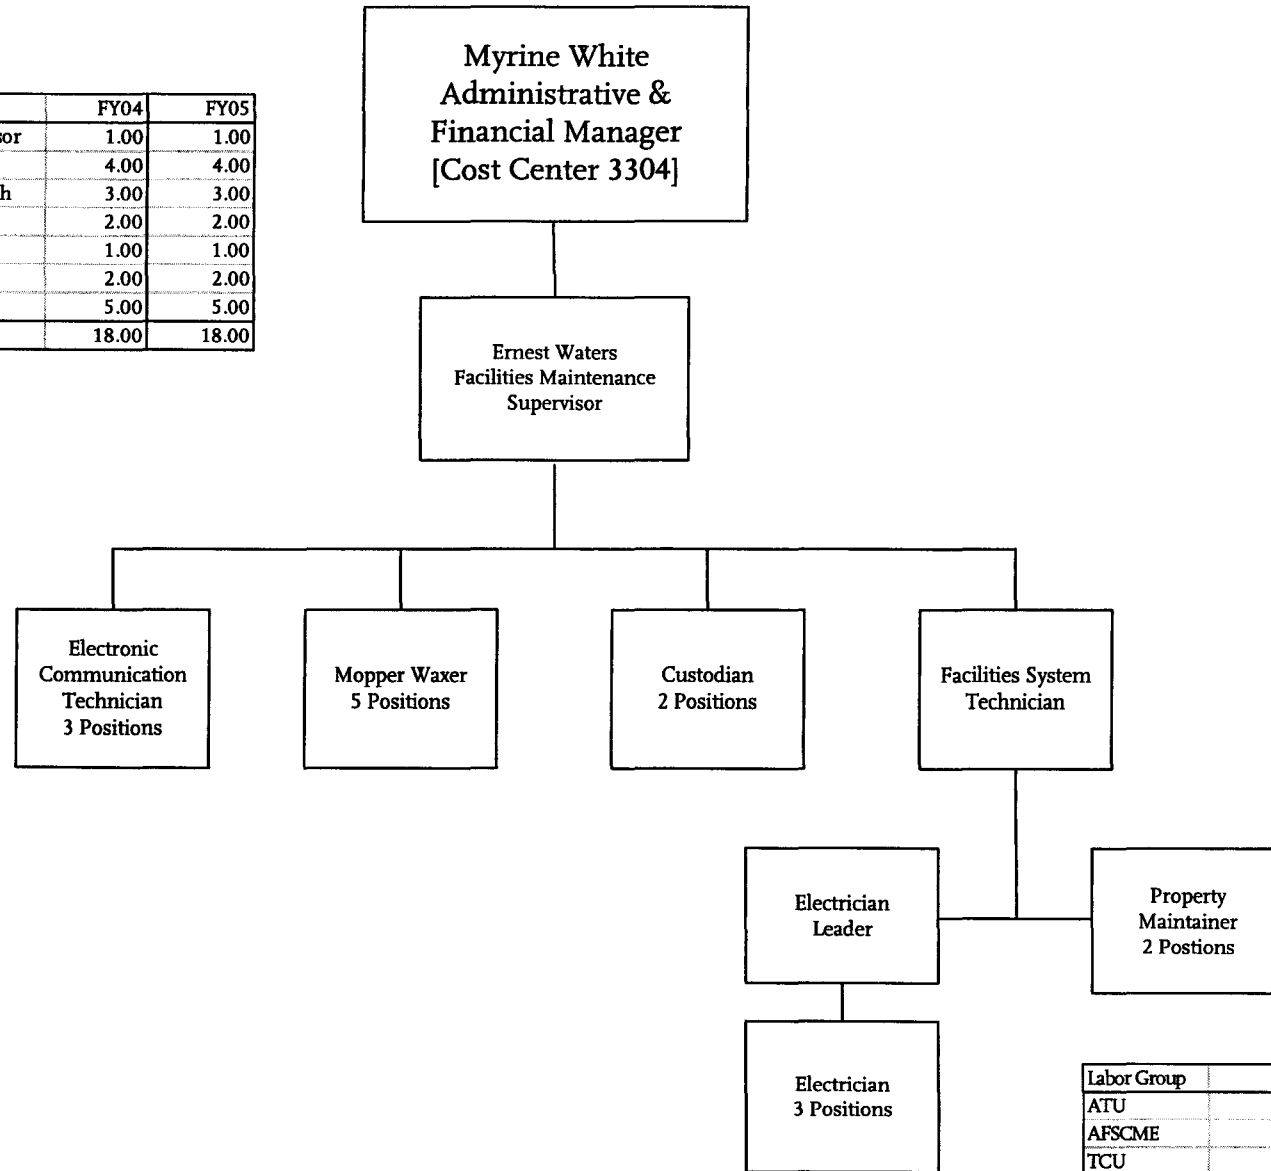 Myrine White
Administrative &
Financial Manager
[Cost Center 3304]
FY04 FY05
1.00 1.00
4.00 4.00
3.00 3.00
2.00 2.00
1.00 1.00
2.00 2.00
5.00 5.00
18.00 18.00
Ernest Waters
Facilities Maintenance
Supervisor
Electronic
Communication
Technician
3 Positions
Mopper Waxer
5 Positions
Custodian
2 Positions
Facilities System
Technician
Electrician
Leader
Property
Maintainer
2 Postions
Electrician
3 Positions
Labor Group
ATU
AFSCME
TCU